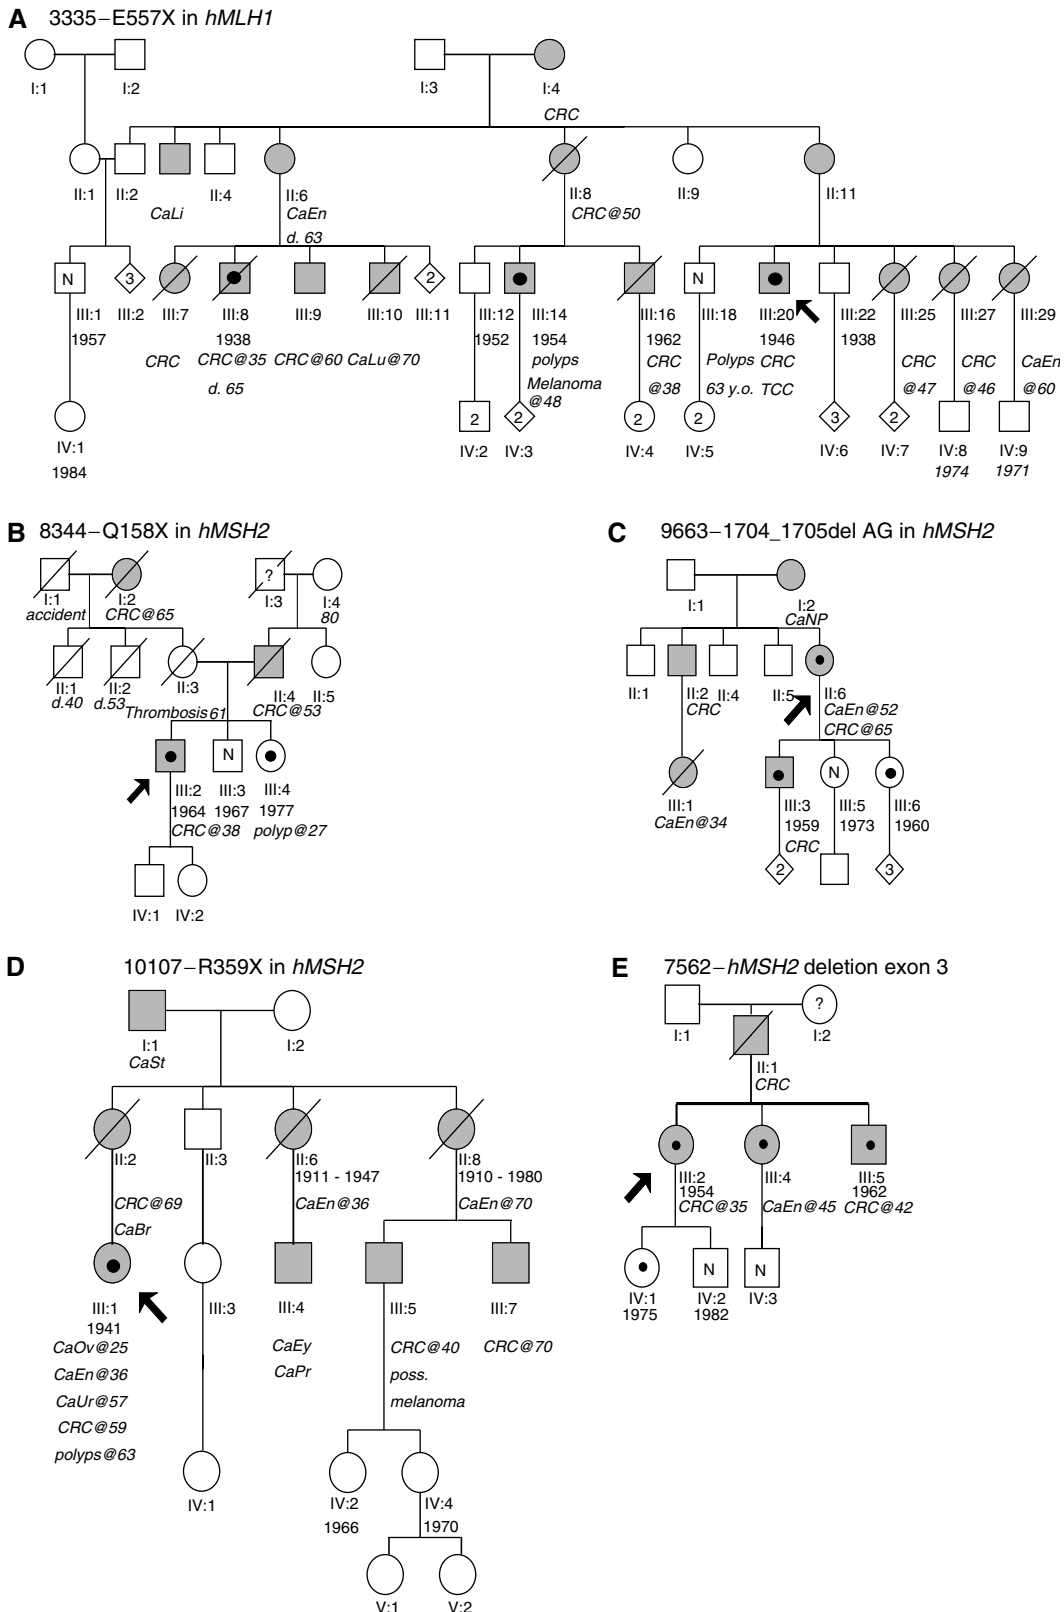 A 3335–E557X in hMLH1
I:1 I:2 I:3 I:4
CRC
II:1 II:2 II:4 II:6 II:8 II:9 II:11
CaLi CaEn CRC@50
d. 63
N 3 2 N
III:1 III:2 III:7 III:8 III:9 III:10 III:11 III:12 III:14 III:16 III:18 III:20 III:22 III:25 III:27 III:29
1957 1938 1952 1954 1962 1946 1938
CRC CRC@35 CRC@60 CaLu@70 polyps CRC Polyps CRC CRC CRC CaEn
d. 65 Melanoma @38 63 y.o. TCC @47 @46 @60
@48
2 2 2 2 3 2
IV:1 IV:2 IV:3 IV:4 IV:5 IV:6 IV:7 IV:8 IV:9
1984 1974 1971
B 8344–Q158X in hMSH2
?
I:1 I:2 I:3 I:4
accident CRC@65 80
II:1 II:2 II:3 II:4 II:5
d.40 d.53 Thrombosis 61 CRC@53
N
III:2 III:3 III:4
1964 1967 1977
CRC@38 polyp@27
IV:1 IV:2
C 9663–1704_1705del AG in hMSH2
I:1 I:2
CaNP
II:1 II:2 II:4 II:5 II:6
CRC CaEn@52
CRC@65
N
III:1 III:3 III:5 III:6
CaEn@34 1959 1973 1960
CRC
2 3
D 10107–R359X in hMSH2
I:1 I:2
CaSt
II:2 II:3 II:6 II:8
1911 - 1947 1910 - 1980
CRC@69 CaEn@36 CaEn@70
CaBr
III:1 III:3 III:4 III:5 III:7
1941
CaOv@25 CaEy CRC@40 CRC@70
CaEn@36 CaPr poss.
CaUr@57 melanoma
CRC@59
polyps@63
IV:1 IV:2 IV:4
1966 1970
V:1 V:2
E 7562–hMSH2 deletion exon 3
?
I:1 I:2
II:1
CRC
III:2 III:4 III:5
1954 1962
CRC@35 CaEn@45 CRC@42
N N
IV:1 IV:2 IV:3
1975 1982